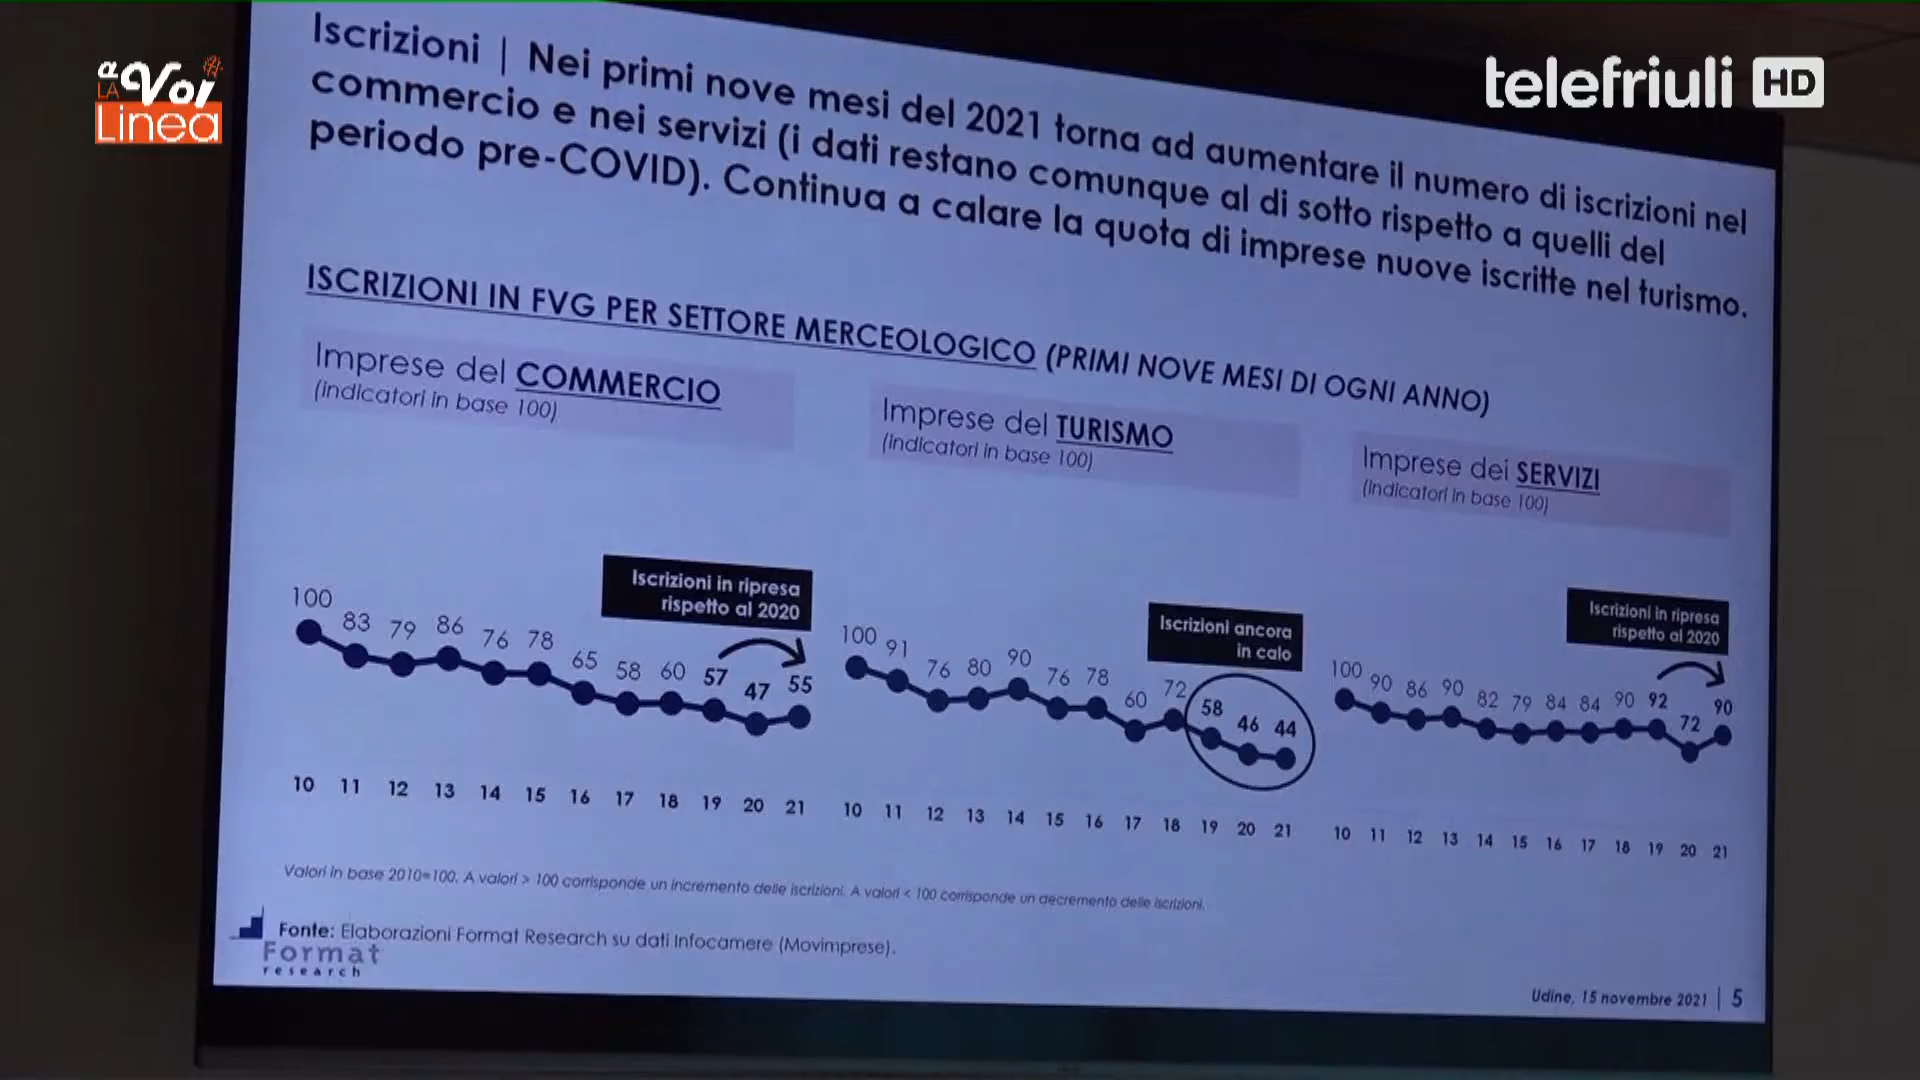 a Voi
LA
Linea
telefriuli HD
Iscrizioni | Nei primi nove mesi del 2021 torna ad aumentare il numero di iscrizioni nel
commercio e nei servizi (i dati restano comunque al di sotto rispetto a quelli del
periodo pre-COVID). Continua a calare la quota di imprese nuove iscritte nel turismo.
ISCRIZIONI IN FVG PER SETTORE MERCEOLOGICO (PRIMI NOVE MESI DI OGNI ANNO)
Imprese del COMMERCIO
(indicatori in base 100)
Iscrizioni in ripresa
rispetto al 2020
100 83 79 86 76 78 65 58 60 57 47 55
10 11 12 13 14 15 16 17 18 19 20 21
Imprese del TURISMO
(indicatori in base 100)
Iscrizioni ancora
in calo
100 91 76 80 90 76 78 60 72 58 46 44
10 11 12 13 14 15 16 17 18 19 20 21
Imprese dei SERVIZI
(indicatori in base 100)
Iscrizioni in ripresa
rispetto al 2020
100 90 86 90 82 79 84 84 90 92 72 90
10 11 12 13 14 15 16 17 18 19 20 21
Valori in base 2010=100. A valori > 100 corrisponde un incremento delle iscrizioni. A valori < 100 corrisponde un decremento delle iscrizioni.
Fonte: Elaborazioni Format Research su dati Infocamere (Movimprese).
Format
research
Udine, 15 novembre 2021 | 5